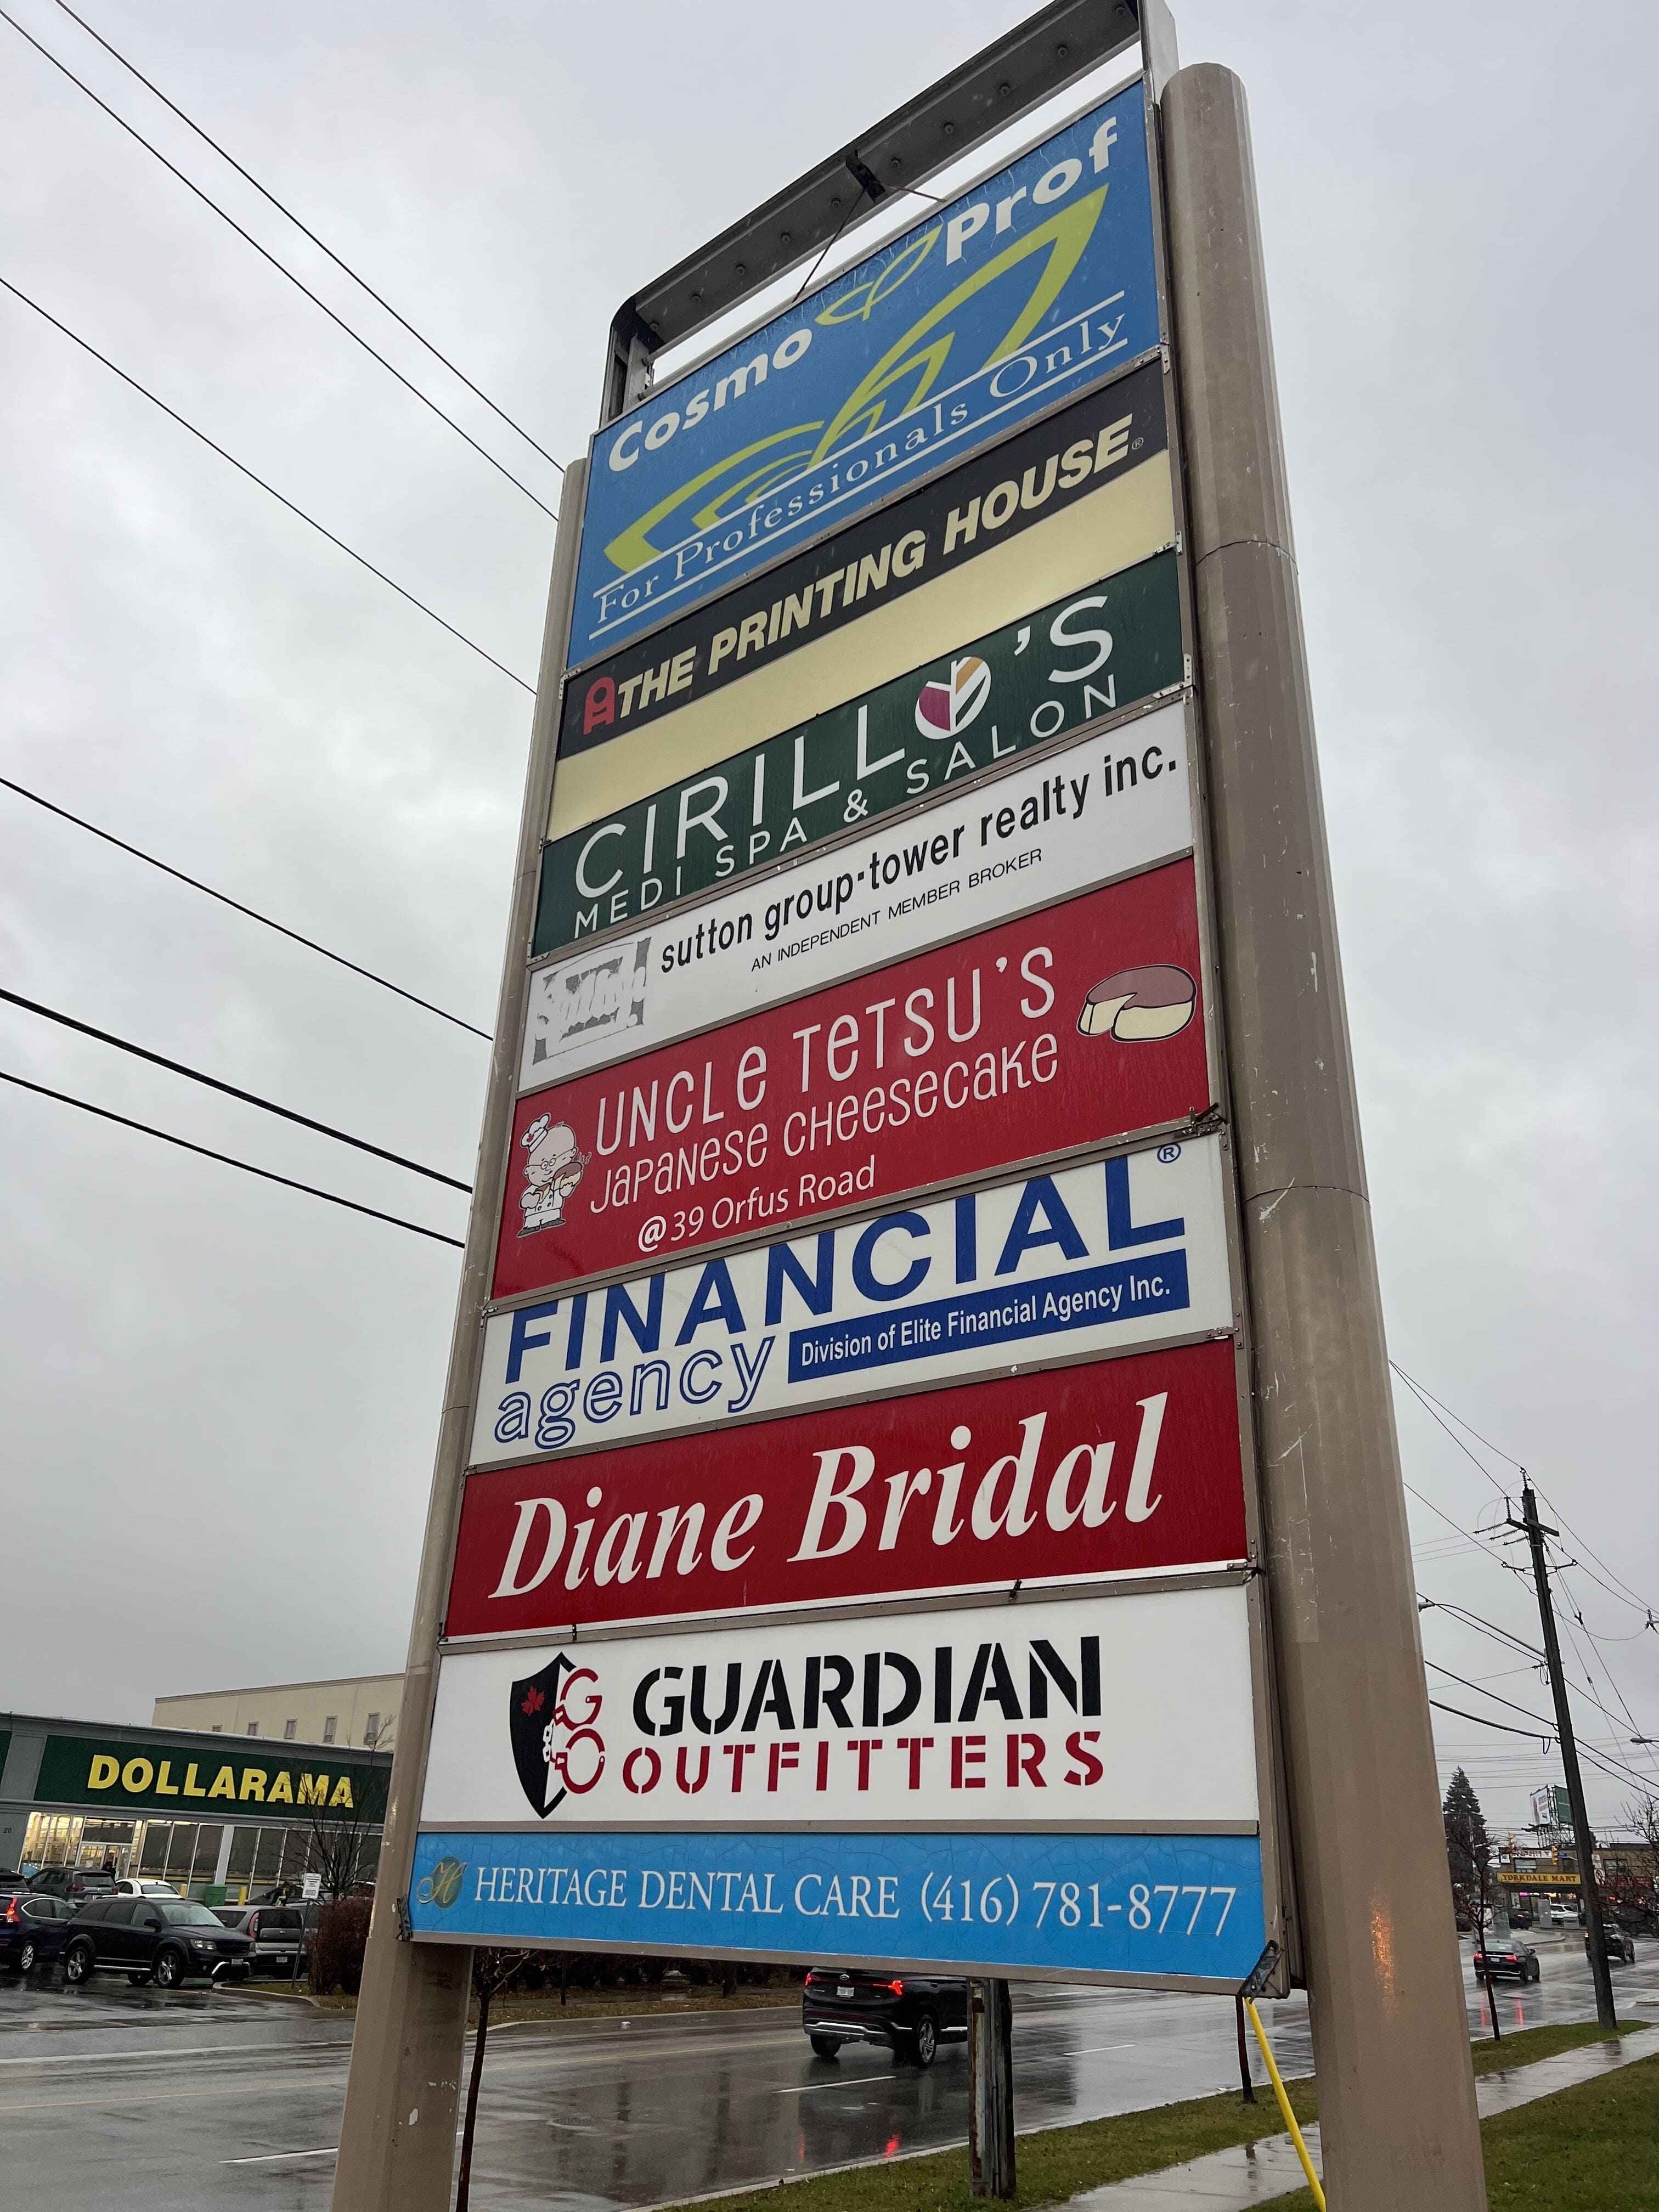 Cosmo Prof
For Professionals Only
THE PRINTING HOUSE®
CIRILLO'S
MEDI SPA & SALON
sutton group·tower realty inc.
AN INDEPENDENT MEMBER BROKER
UNCLe TeTSU'S
JaPaNese CHeesecaKe
@ 39 Orfus Road
FINANCIAL®
agency Division of Elite Financial Agency Inc.
Diane Bridal
GO GUARDIAN
OUTFITTERS
H HERITAGE DENTAL CARE (416) 781-8777
DOLLARAMA
20
YORKDALE MART